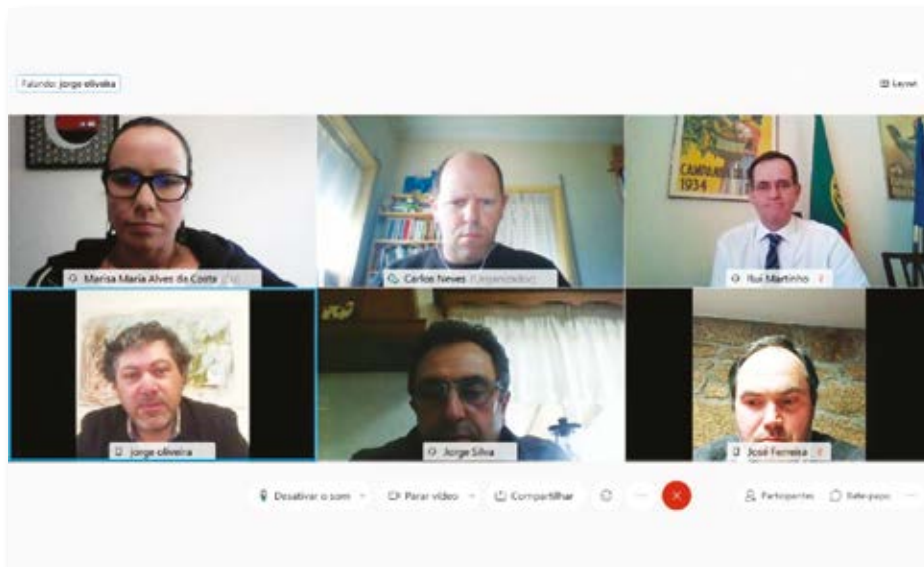 Falando: jorge oliveira
Layout
CAMPANHA
1934
Marisa Maria Alves da Costa
Carlos Neves
Rui Martinho
jorge oliveira
Jorge Silva
José Ferreira
Desativar o som
Parar vídeo
Compartilhar
Participantes
Bate-papo